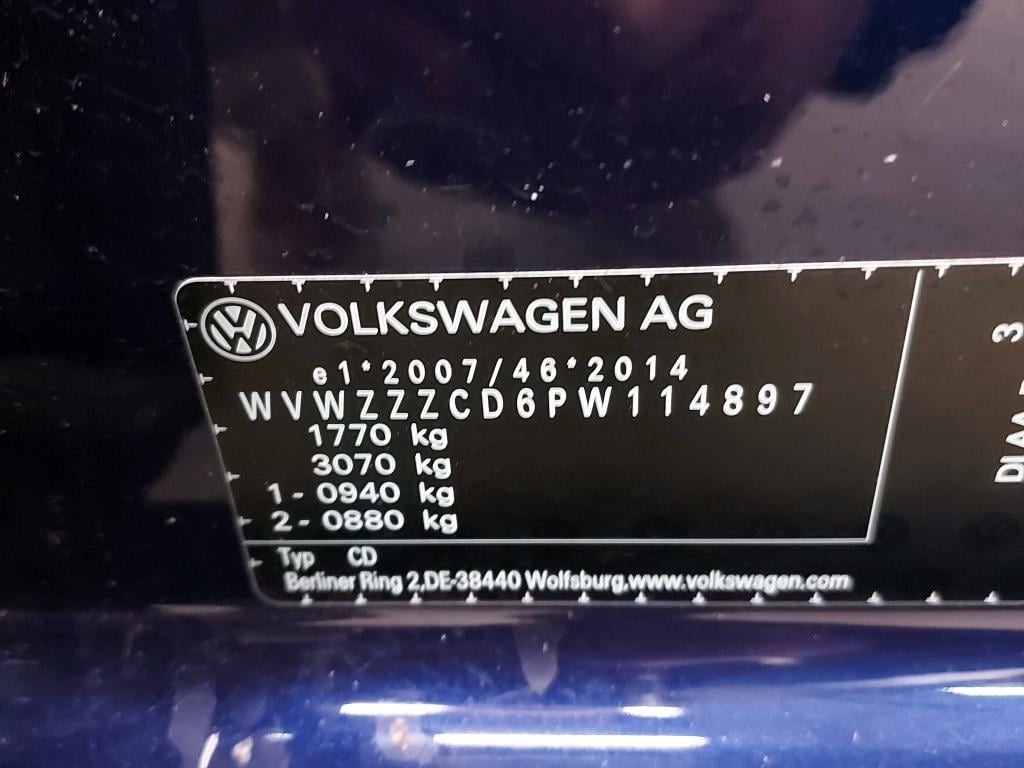 VOLKSWAGEN AG
e1*2007/46*2014
WVWZZZCD6PW114897
1770 kg
3070 kg
1- 0940 kg
2- 0880 kg
Typ CD
Berliner Ring 2,DE-38440 Wolfsburg,www.volkswagen.com
3